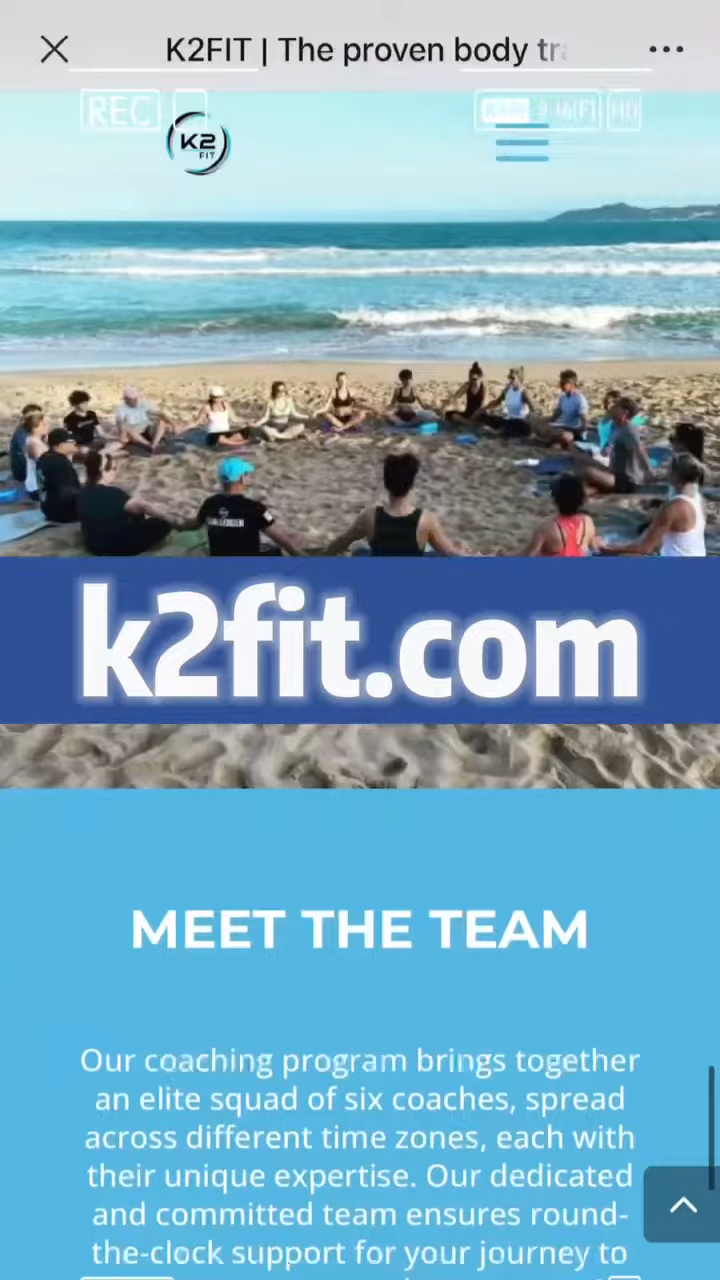 K2FIT | The proven body tra
REC
HD
K2
FIT
k2fit.com
MEET THE TEAM
Our coaching program brings together
an elite squad of six coaches, spread
across different time zones, each with
their unique expertise. Our dedicated
and committed team ensures round-
the-clock support for your journey to